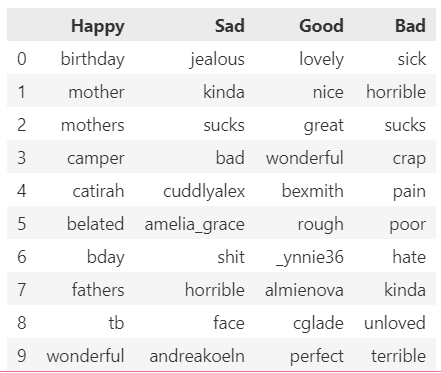 Happy Sad Good Bad
0 birthday jealous lovely sick
1 mother kinda nice horrible
2 mothers sucks great sucks
3 camper bad wonderful crap
4 catirah cuddlyalex bexmith pain
5 belated amelia_grace rough poor
6 bday shit _ynnie36 hate
7 fathers horrible almienova kinda
8 tb face cglade unloved
9 wonderful andreakoeln perfect terrible